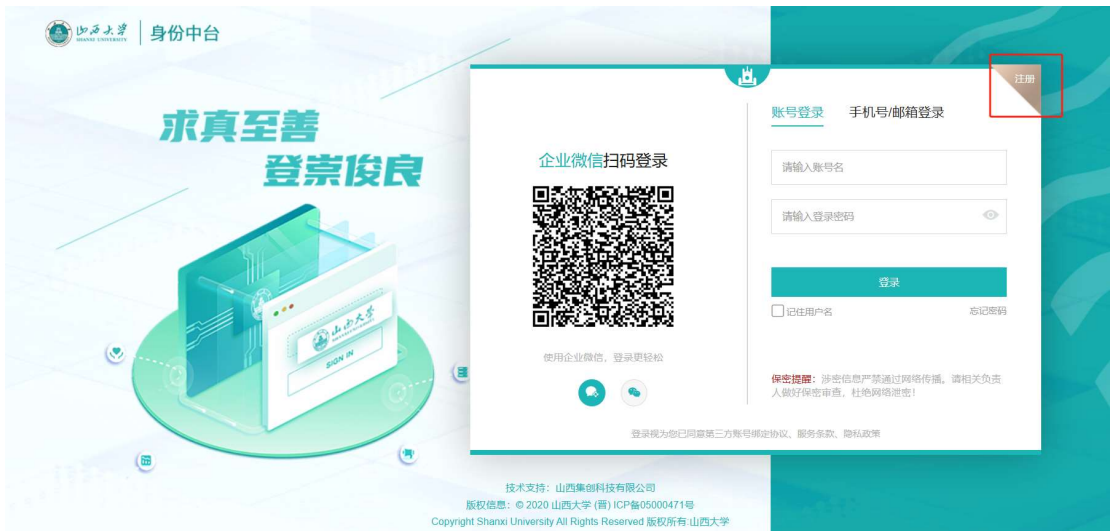 山西大学
SHANXI UNIVERSITY
身份中台
求真至善
登崇俊良
山西大学
SIGN IN
注册
企业微信扫码登录
使用企业微信，登录更轻松
账号登录 手机号/邮箱登录
请输入账号名
请输入登录密码
登录
记住用户名 忘记密码
保密提醒：涉密信息严禁通过网络传播。请相关负责
人做好保密审查，杜绝网络泄密！
登录视为您已同意第三方账号绑定协议、服务条款、隐私政策
技术支持：山西集创科技有限公司
版权信息：© 2020 山西大学 (晋) ICP备05000471号
Copyright Shanxi University All Rights Reserved 版权所有 山西大学